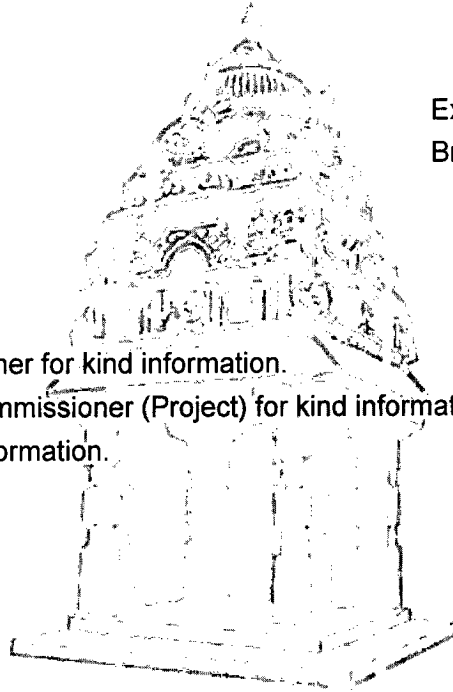 Ex
Br
ner for kind information.
mmissioner (Project) for kind informat
ormation.